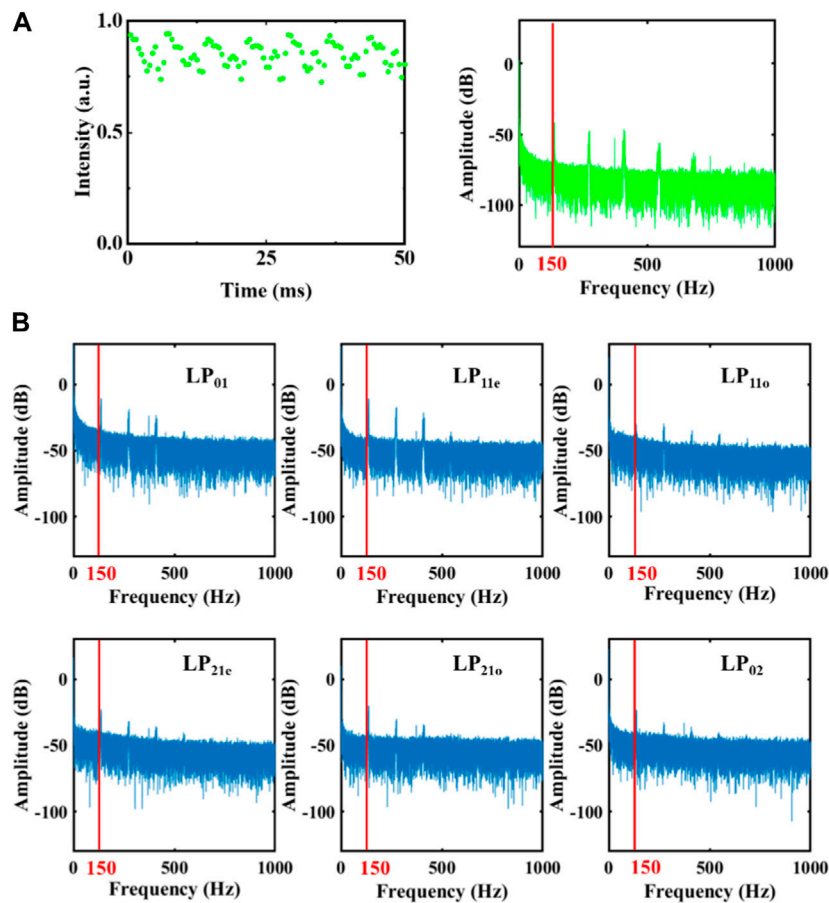 A
Intensity (a.u.)
1.0
0.5
0.0
0
25
50
Time (ms)
Amplitude (dB)
0
-50
-100
0
150
500
1000
Frequency (Hz)
B
LP01
Amplitude (dB)
0
-50
-100
0
150
500
1000
Frequency (Hz)
LP11e
Amplitude (dB)
0
-50
-100
0
150
500
1000
Frequency (Hz)
LP11o
Amplitude (dB)
0
-50
-100
0
150
500
1000
Frequency (Hz)
LP21e
Amplitude (dB)
0
-50
-100
0
150
500
1000
Frequency (Hz)
LP21o
Amplitude (dB)
0
-50
-100
0
150
500
1000
Frequency (Hz)
LP02
Amplitude (dB)
0
-50
-100
0
150
500
1000
Frequency (Hz)